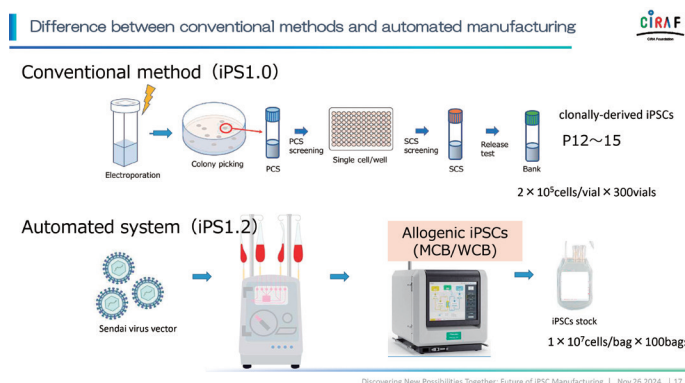 Difference between conventional methods and automated manufacturing
CiRA F
CiRA Foundation
Conventional method（iPS1.0）
Electroporation
Colony picking
PCS
PCS
screening
Single cell/well
SCS
screening
SCS
Release
test
Bank
clonally-derived iPSCs
P12～15
2×10⁵cells/vial×300vials
Automated system（iPS1.2）
Sendai virus vector
Allogenic iPSCs
(MCB/WCB)
iPSCs stock
1×10⁷cells/bag×100bags
Discovering New Possibilities Together: Future of iPSC Manufacturing | Nov 26 2024 | 17